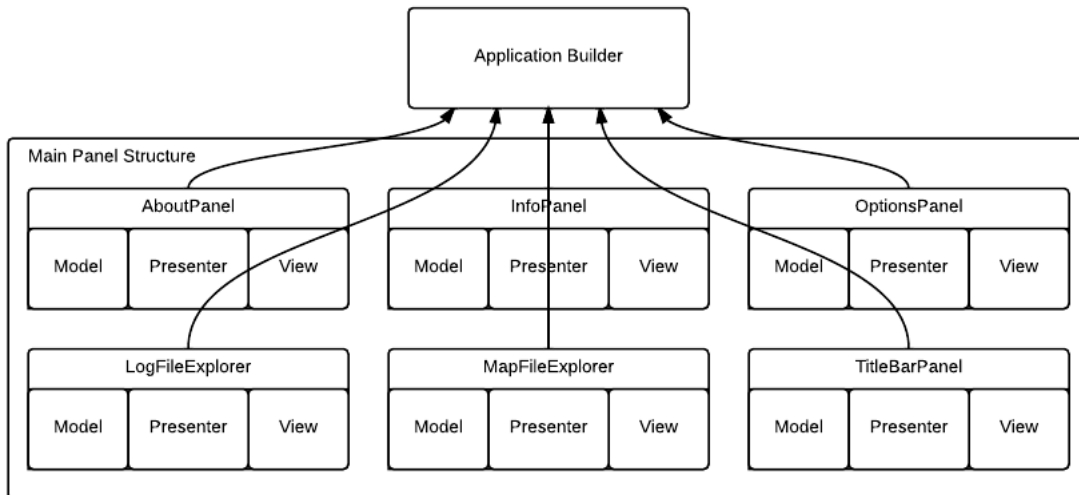 Application Builder
Main Panel Structure
AboutPanel
InfoPanel
OptionsPanel
Model
Presenter
View
Model
Presenter
View
Model
Presenter
View
LogFileExplorer
MapFileExplorer
TitleBarPanel
Model
Presenter
View
Model
Presenter
View
Model
Presenter
View